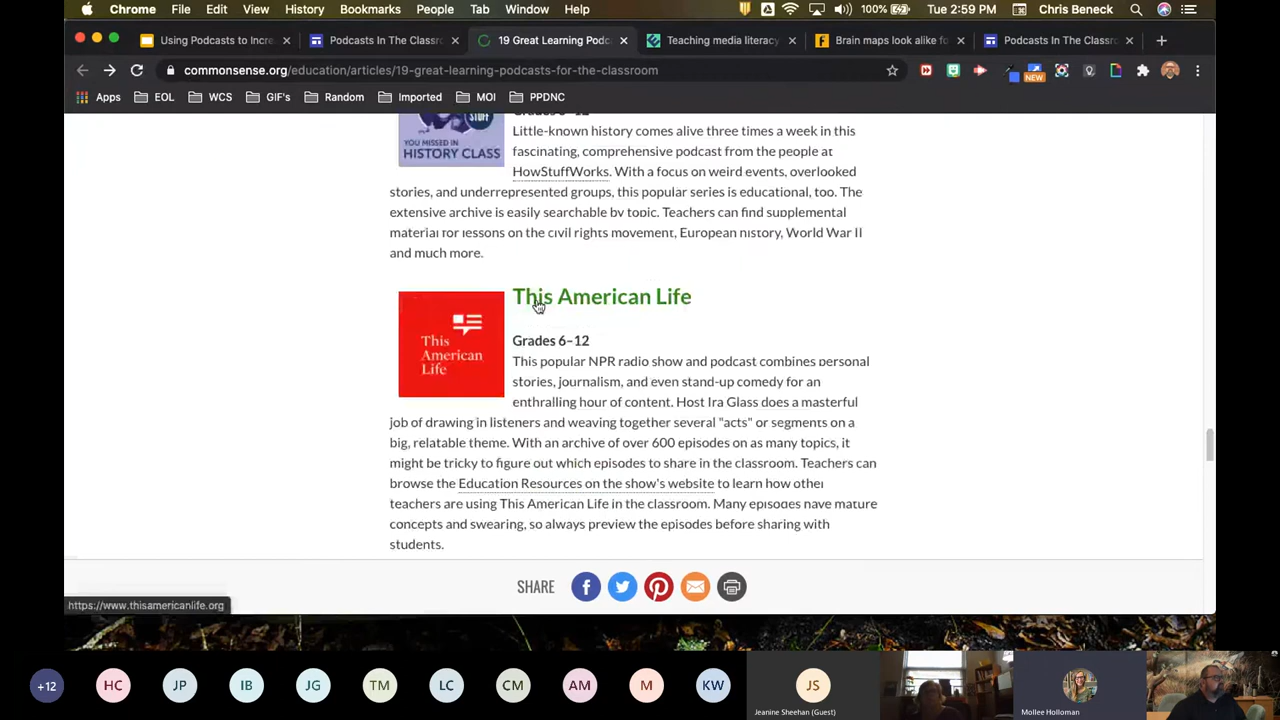 Chrome File Edit View History Bookmarks People Tab Window Help 100% Tue 2:59 PM Chris Beneck
Using Podcasts to Incre × Podcasts In The Classro × 19 Great Learning Podc × Teaching media literacy × Brain maps look alike fo × Podcasts In The Classro × +
commonsense.org/education/articles/19-great-learning-podcasts-for-the-classroom NEW
Apps EOL WCS GIF's Random Imported MOI PPDNC
STUFF
YOU MISSED IN
HISTORY CLASS
Grades 6–12
Little-known history comes alive three times a week in this
fascinating, comprehensive podcast from the people at
HowStuffWorks. With a focus on weird events, overlooked
stories, and underrepresented groups, this popular series is educational, too. The
extensive archive is easily searchable by topic. Teachers can find supplemental
material for lessons on the civil rights movement, European history, World War II
and much more.
This American Life
This
American
Life
Grades 6–12
This popular NPR radio show and podcast combines personal
stories, journalism, and even stand-up comedy for an
enthralling hour of content. Host Ira Glass does a masterful
job of drawing in listeners and weaving together several "acts" or segments on a
big, relatable theme. With an archive of over 600 episodes on as many topics, it
might be tricky to figure out which episodes to share in the classroom. Teachers can
browse the Education Resources on the show's website to learn how other
teachers are using This American Life in the classroom. Many episodes have mature
concepts and swearing, so always preview the episodes before sharing with
students.
SHARE
https://www.thisamericanlife.org
+12 HC JP IB JG TM LC CM AM M KW JS
Jeanine Sheehan (Guest) Mollee Holloman